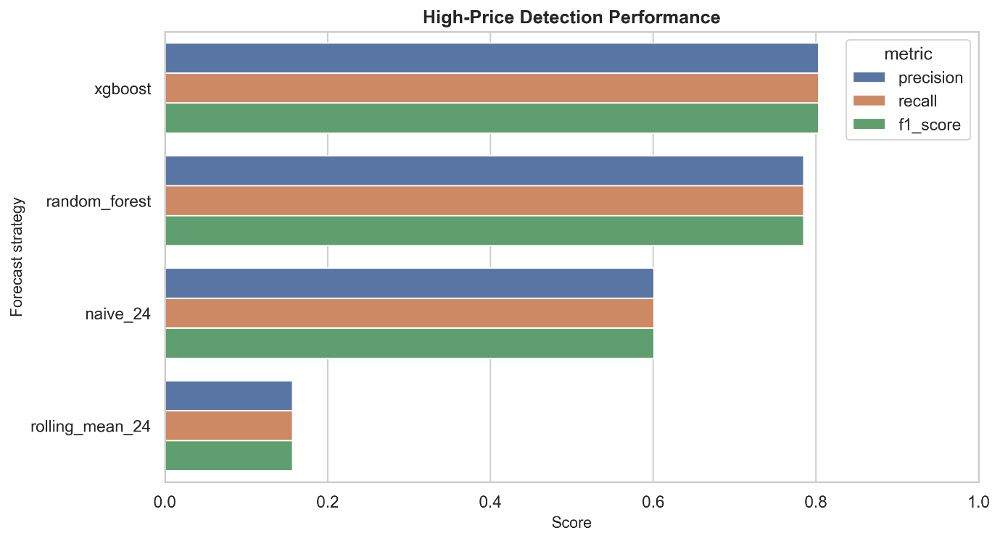 High-Price Detection Performance
metric
precision
recall
f1_score
xgboost
random_forest
naive_24
rolling_mean_24
Forecast strategy
0.0 0.2 0.4 0.6 0.8 1.0
Score